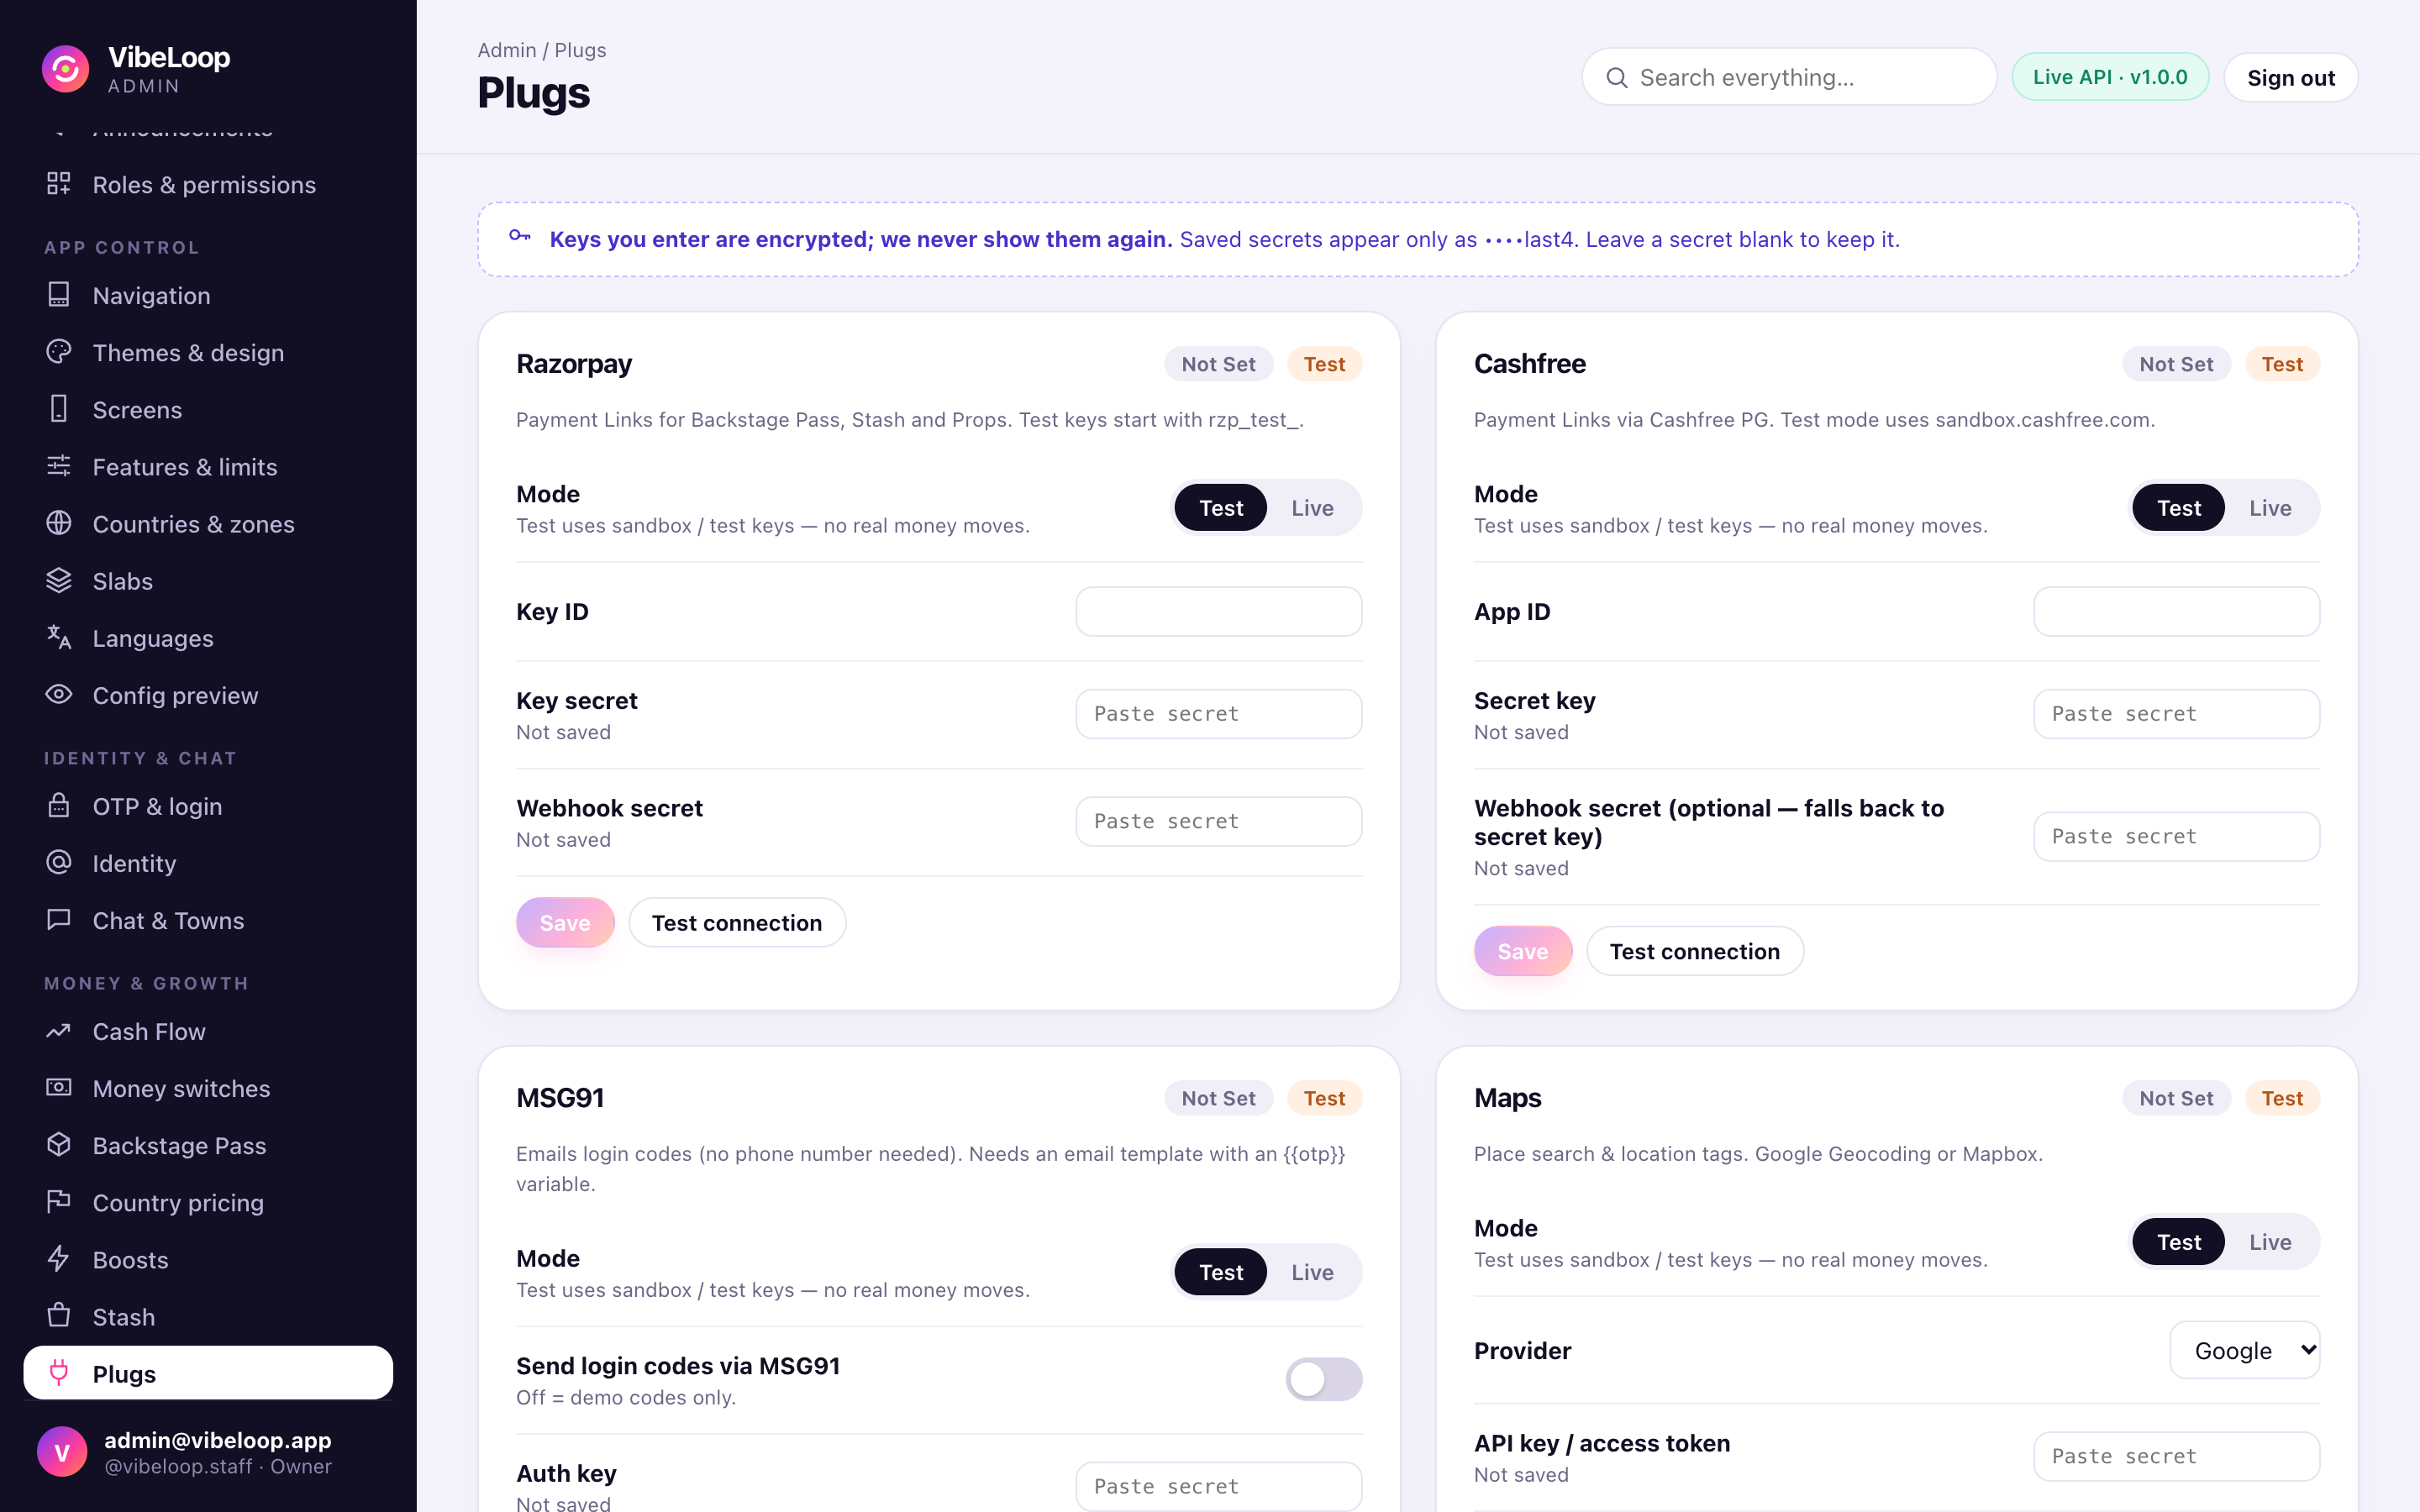 VibeLoop
ADMIN
Announcements
Roles & permissions
APP CONTROL
Navigation
Themes & design
Screens
Features & limits
Countries & zones
Slabs
Languages
Config preview
IDENTITY & CHAT
OTP & login
Identity
Chat & Towns
MONEY & GROWTH
Cash Flow
Money switches
Backstage Pass
Country pricing
Boosts
Stash
Plugs
V
admin@vibeloop.app
@vibeloop.staff · Owner
Admin / Plugs
Plugs
Search everything...
Live API · v1.0.0
Sign out
Keys you enter are encrypted; we never show them again. Saved secrets appear only as ••••last4. Leave a secret blank to keep it.
Razorpay
Not Set
Test
Payment Links for Backstage Pass, Stash and Props. Test keys start with rzp_test_.
Mode
Test uses sandbox / test keys — no real money moves.
Test
Live
Key ID
Key secret
Not saved
Paste secret
Webhook secret
Not saved
Paste secret
Save
Test connection
Cashfree
Not Set
Test
Payment Links via Cashfree PG. Test mode uses sandbox.cashfree.com.
Mode
Test uses sandbox / test keys — no real money moves.
Test
Live
App ID
Secret key
Not saved
Paste secret
Webhook secret (optional — falls back to
secret key)
Not saved
Paste secret
Save
Test connection
MSG91
Not Set
Test
Emails login codes (no phone number needed). Needs an email template with an {{otp}}
variable.
Mode
Test uses sandbox / test keys — no real money moves.
Test
Live
Send login codes via MSG91
Off = demo codes only.
Auth key
Not saved
Paste secret
Maps
Not Set
Test
Place search & location tags. Google Geocoding or Mapbox.
Mode
Test uses sandbox / test keys — no real money moves.
Test
Live
Provider
Google
API key / access token
Not saved
Paste secret